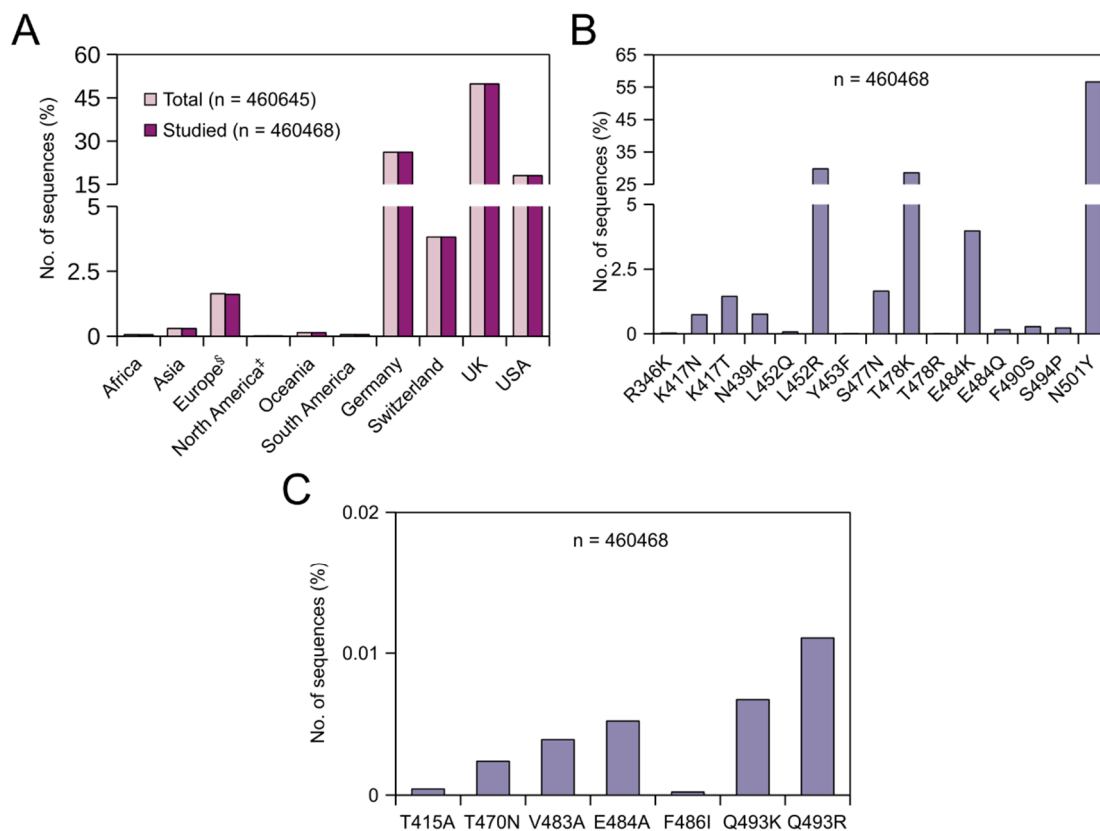 A
60
45
30
15
5
2.5
0
No. of sequences (%)
Total (n = 460645)
Studied (n = 460468)
Africa
Asia
Europe§
North America‡
Oceania
South America
Germany
Switzerland
UK
USA
B
65
55
45
35
25
5
2.5
0
No. of sequences (%)
n = 460468
R346K
K417N
K417T
N439K
L452Q
L452R
Y453F
S477N
T478K
T478R
E484K
E484Q
F490S
S494P
N501Y
C
0.02
0.01
0
No. of sequences (%)
n = 460468
T415A T470N V483A E484A F486I Q493K Q493R